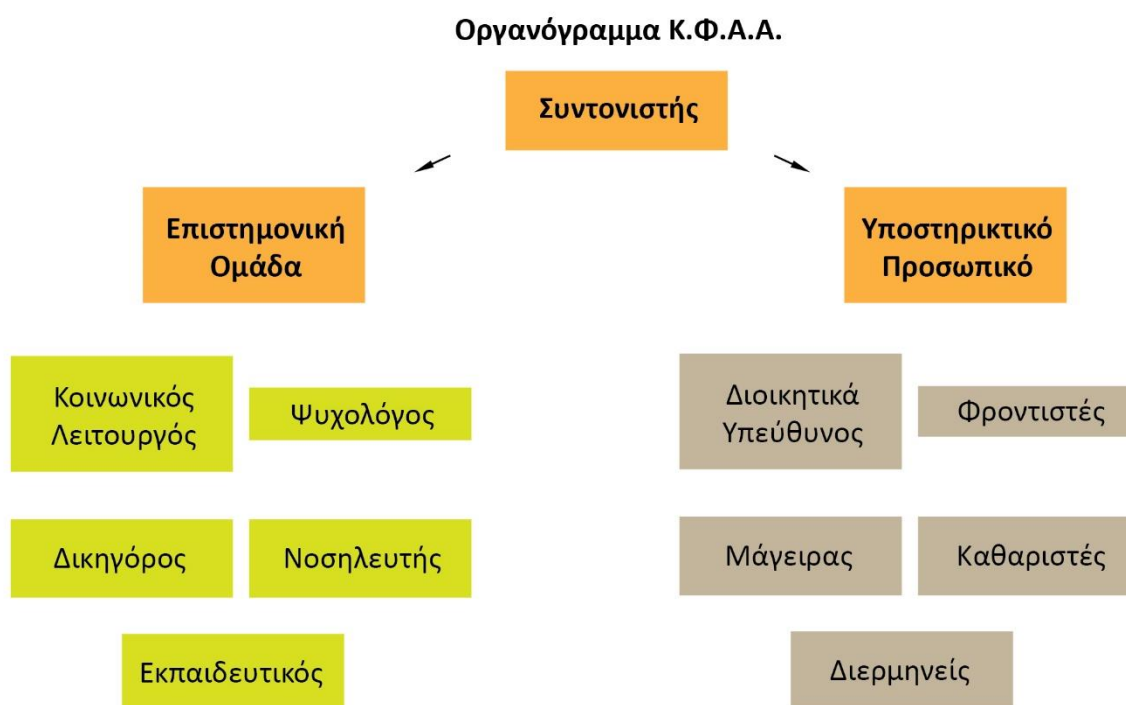 Οργανόγραμμα Κ.Φ.Α.Α.
Συντονιστής
Επιστημονική
Ομάδα
Υποστηρικτικό
Προσωπικό
Κοινωνικός
Λειτουργός
Ψυχολόγος
Διοικητικά
Υπεύθυνος
Φροντιστές
Δικηγόρος
Νοσηλευτής
Μάγειρας
Καθαριστές
Εκπαιδευτικός
Διερμηνείς